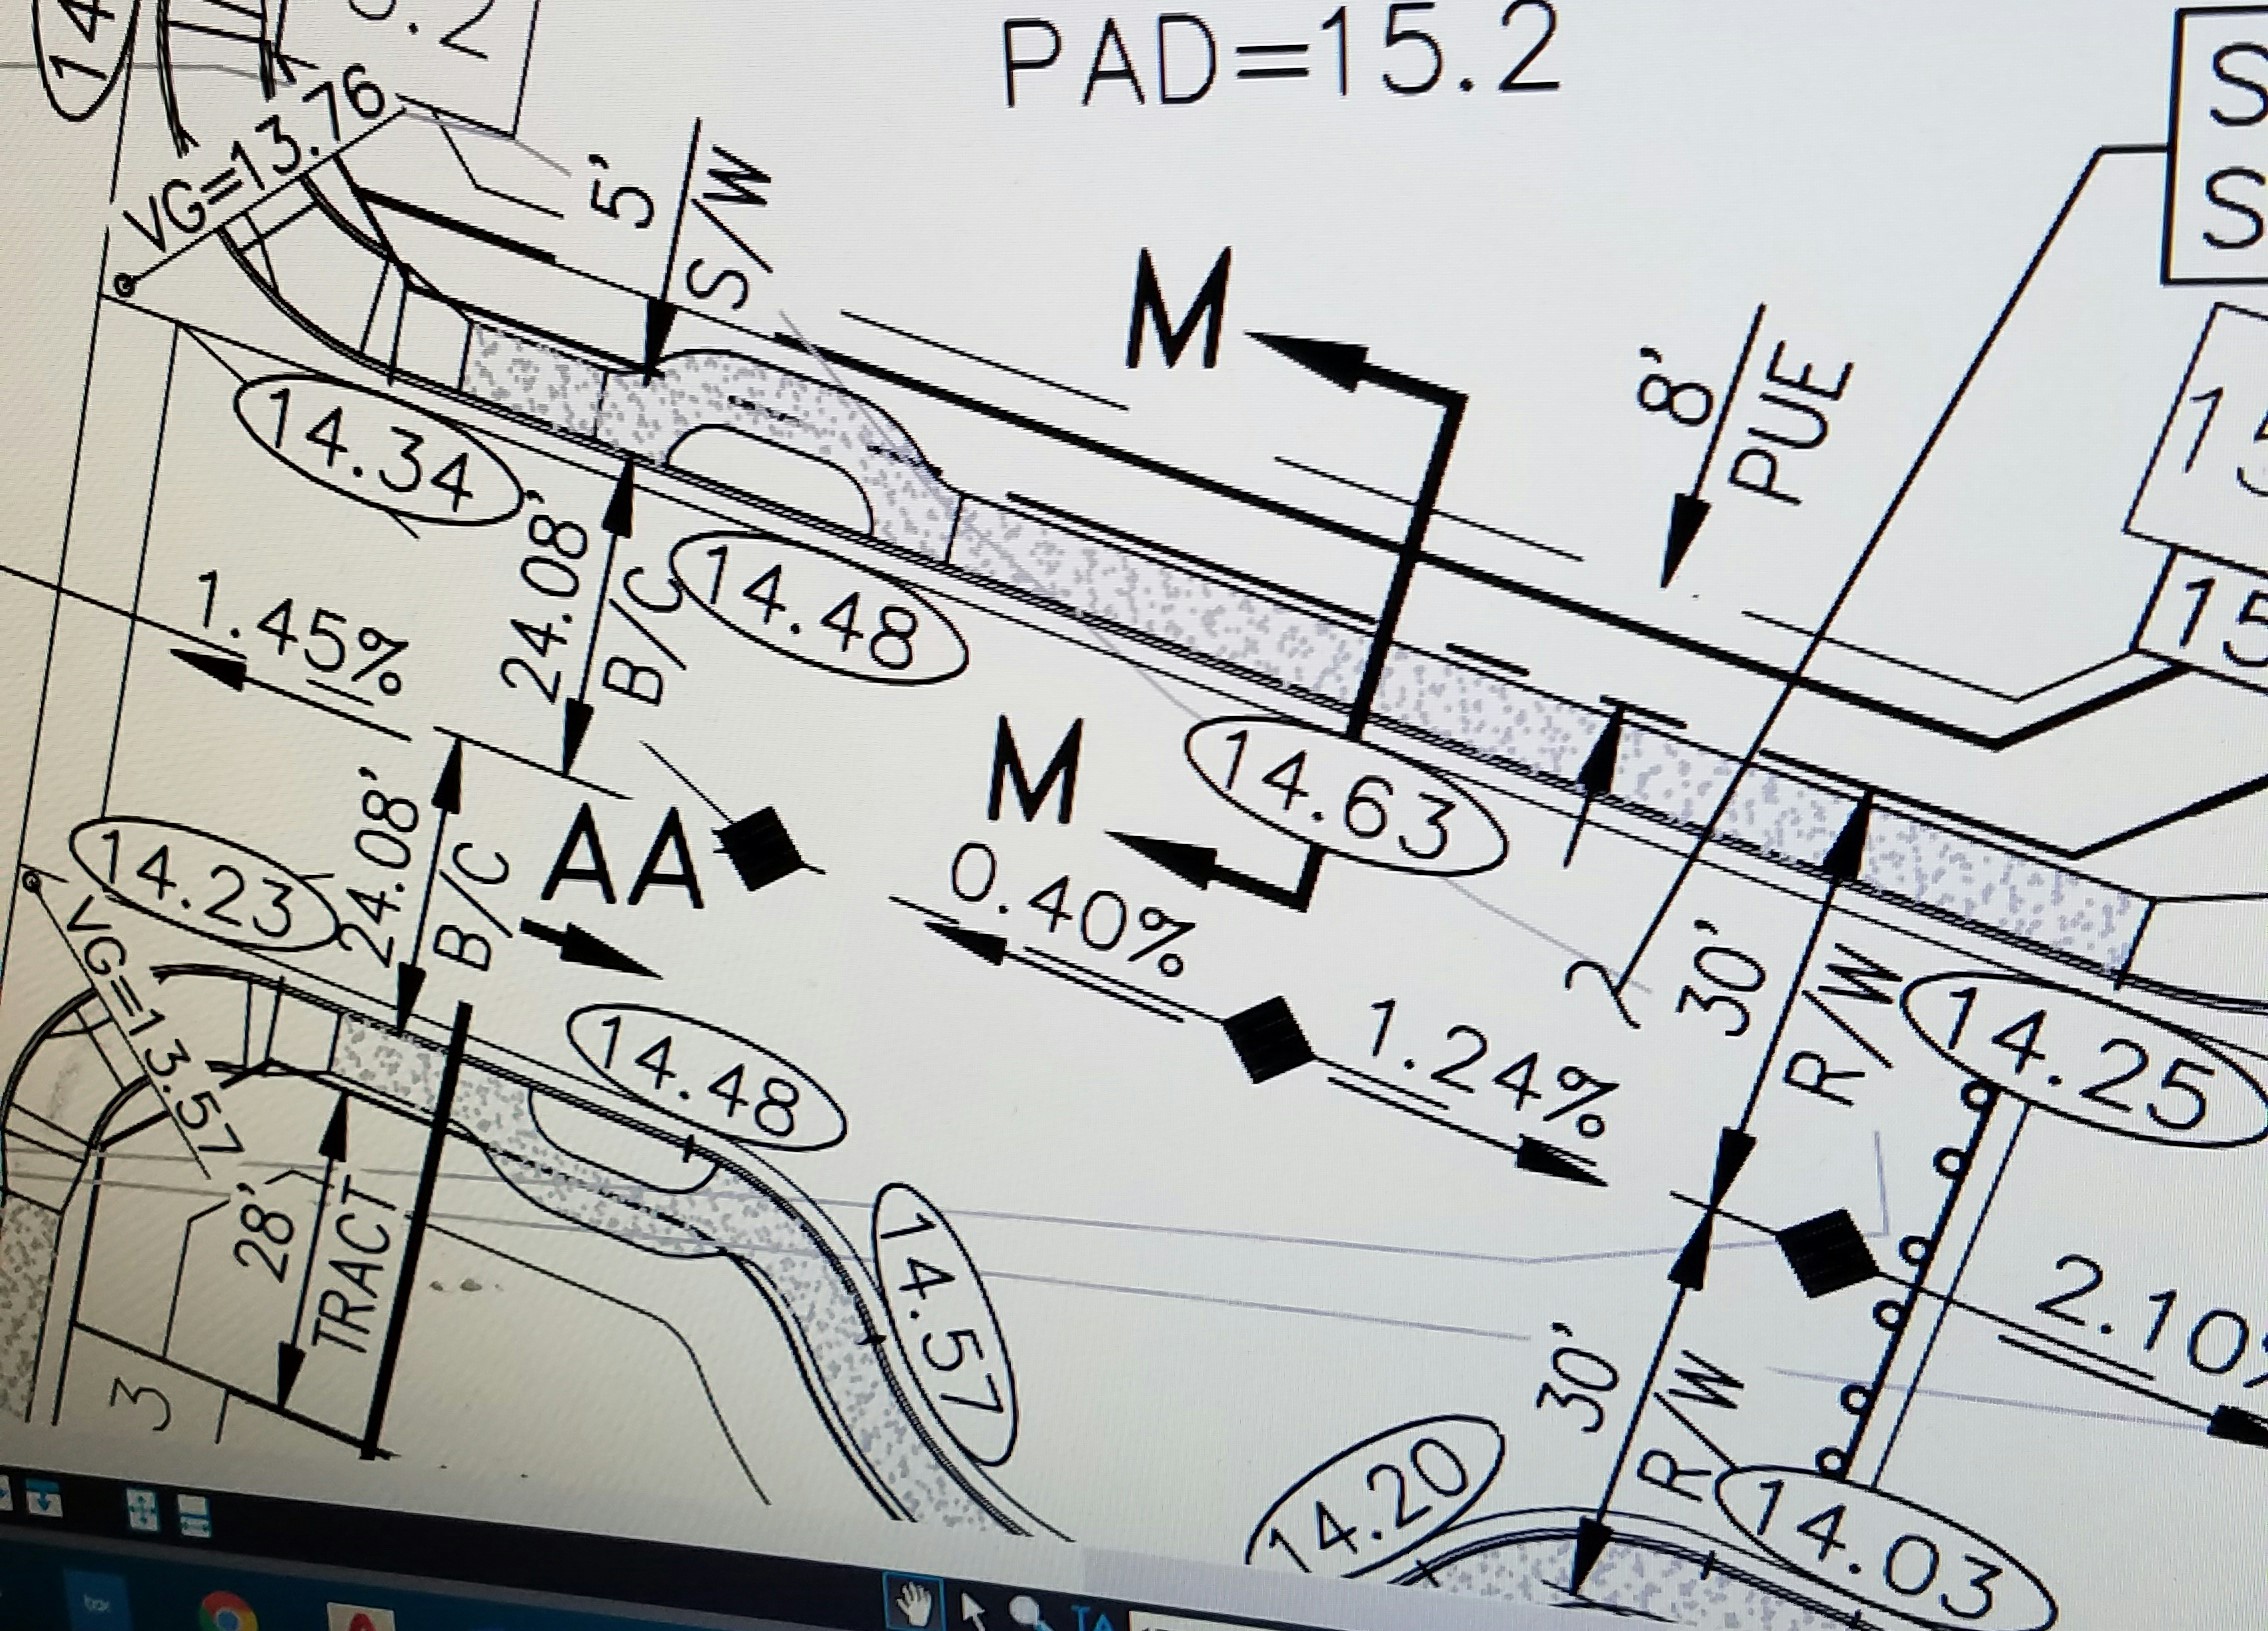 PAD=15.2
VG=13.76
5'
S/W
M
8'
PUE
14.34
24.08'
B/C
14.48
1.45%
M
14.63
0.40%
24.08'
B/C
AA
14.23
VG=13.57
14.48
1.24%
2
30'
R/W
14.25
28'
TRACT
14.57
2.10
30'
R/W
3
14.20
14.03